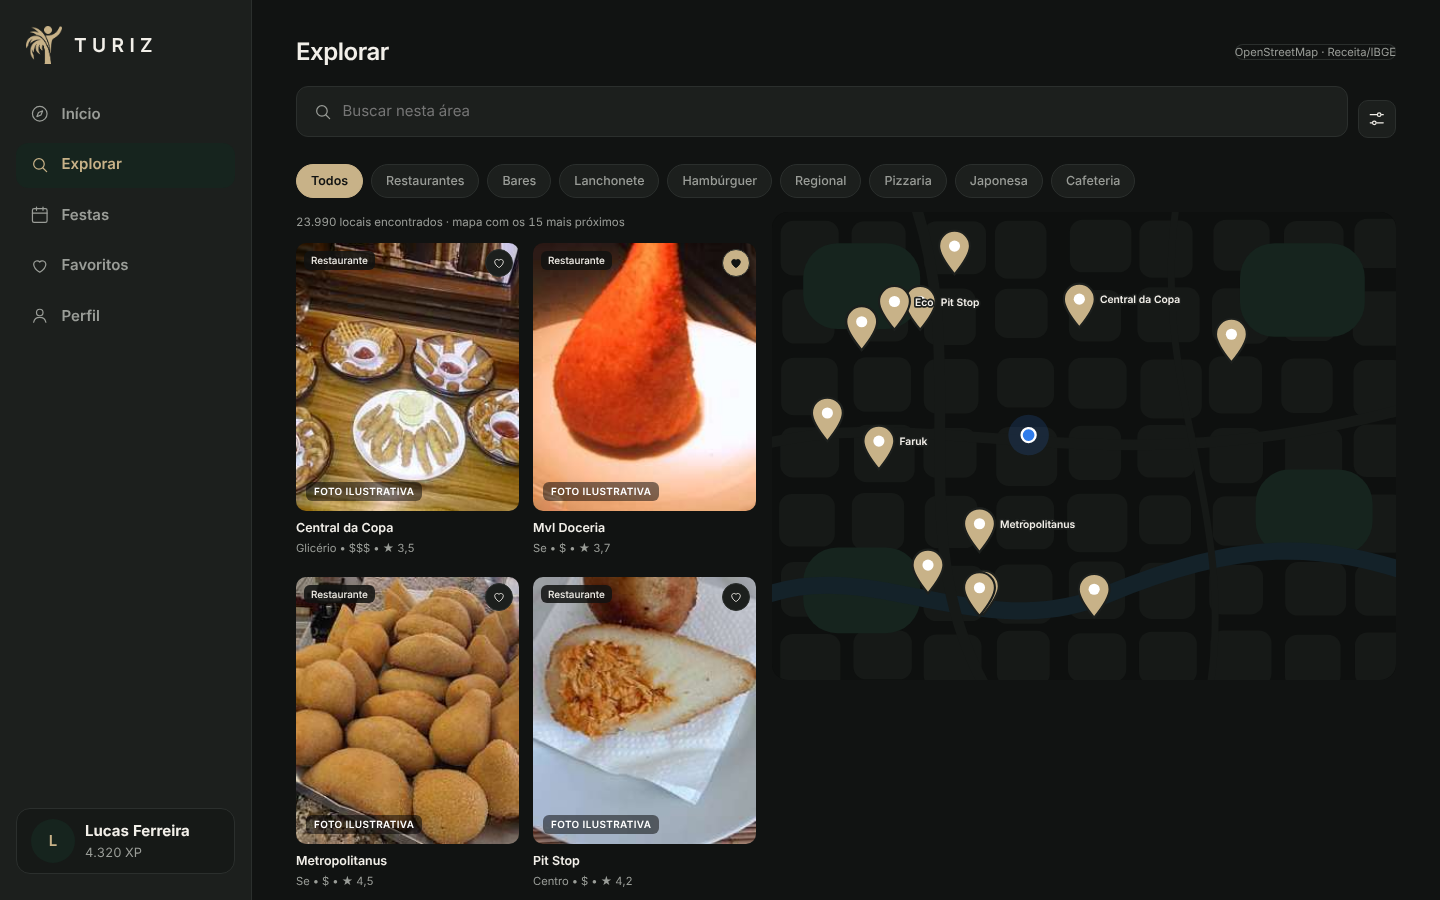 TURIZ
Início
Explorar
Festas
Favoritos
Perfil
L
Lucas Ferreira
4.320 XP
Explorar
OpenStreetMap · Receita/IBGE
Buscar nesta área
Todos
Restaurantes
Bares
Lanchonete
Hambúrguer
Regional
Pizzaria
Japonesa
Cafeteria
23.990 locais encontrados · mapa com os 15 mais próximos
Restaurante
FOTO ILUSTRATIVA
Central da Copa
Glicério • $$$ • ★ 3,5
Restaurante
FOTO ILUSTRATIVA
Mvl Doceria
Se • $ • ★ 3,7
Restaurante
FOTO ILUSTRATIVA
Metropolitanus
Se • $ • ★ 4,5
Restaurante
FOTO ILUSTRATIVA
Pit Stop
Centro • $ • ★ 4,2
Eco
Pit Stop
Central da Copa
Faruk
Metropolitanus